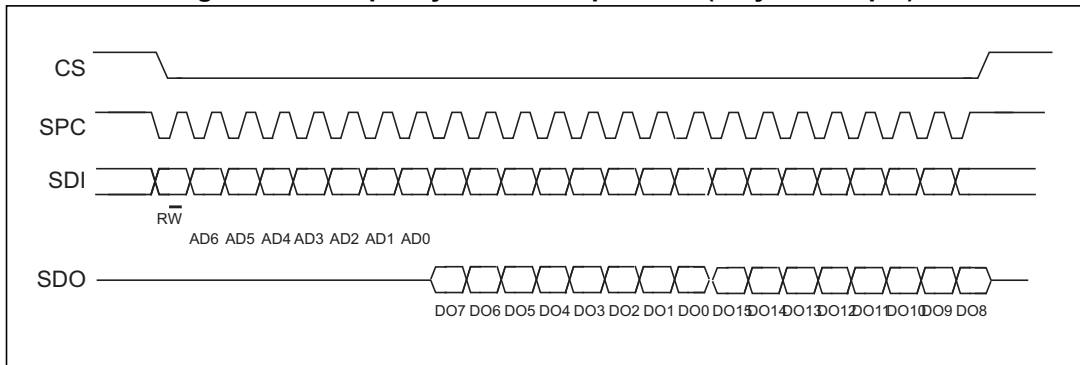 CS
SPC
SDI
RW
AD6 AD5 AD4 AD3 AD2 AD1 AD0
SDO
DO7 DO6 DO5 DO4 DO3 DO2 DO1 DO0 DO15 DO14 DO13 DO12 DO11 DO10 DO9 DO8